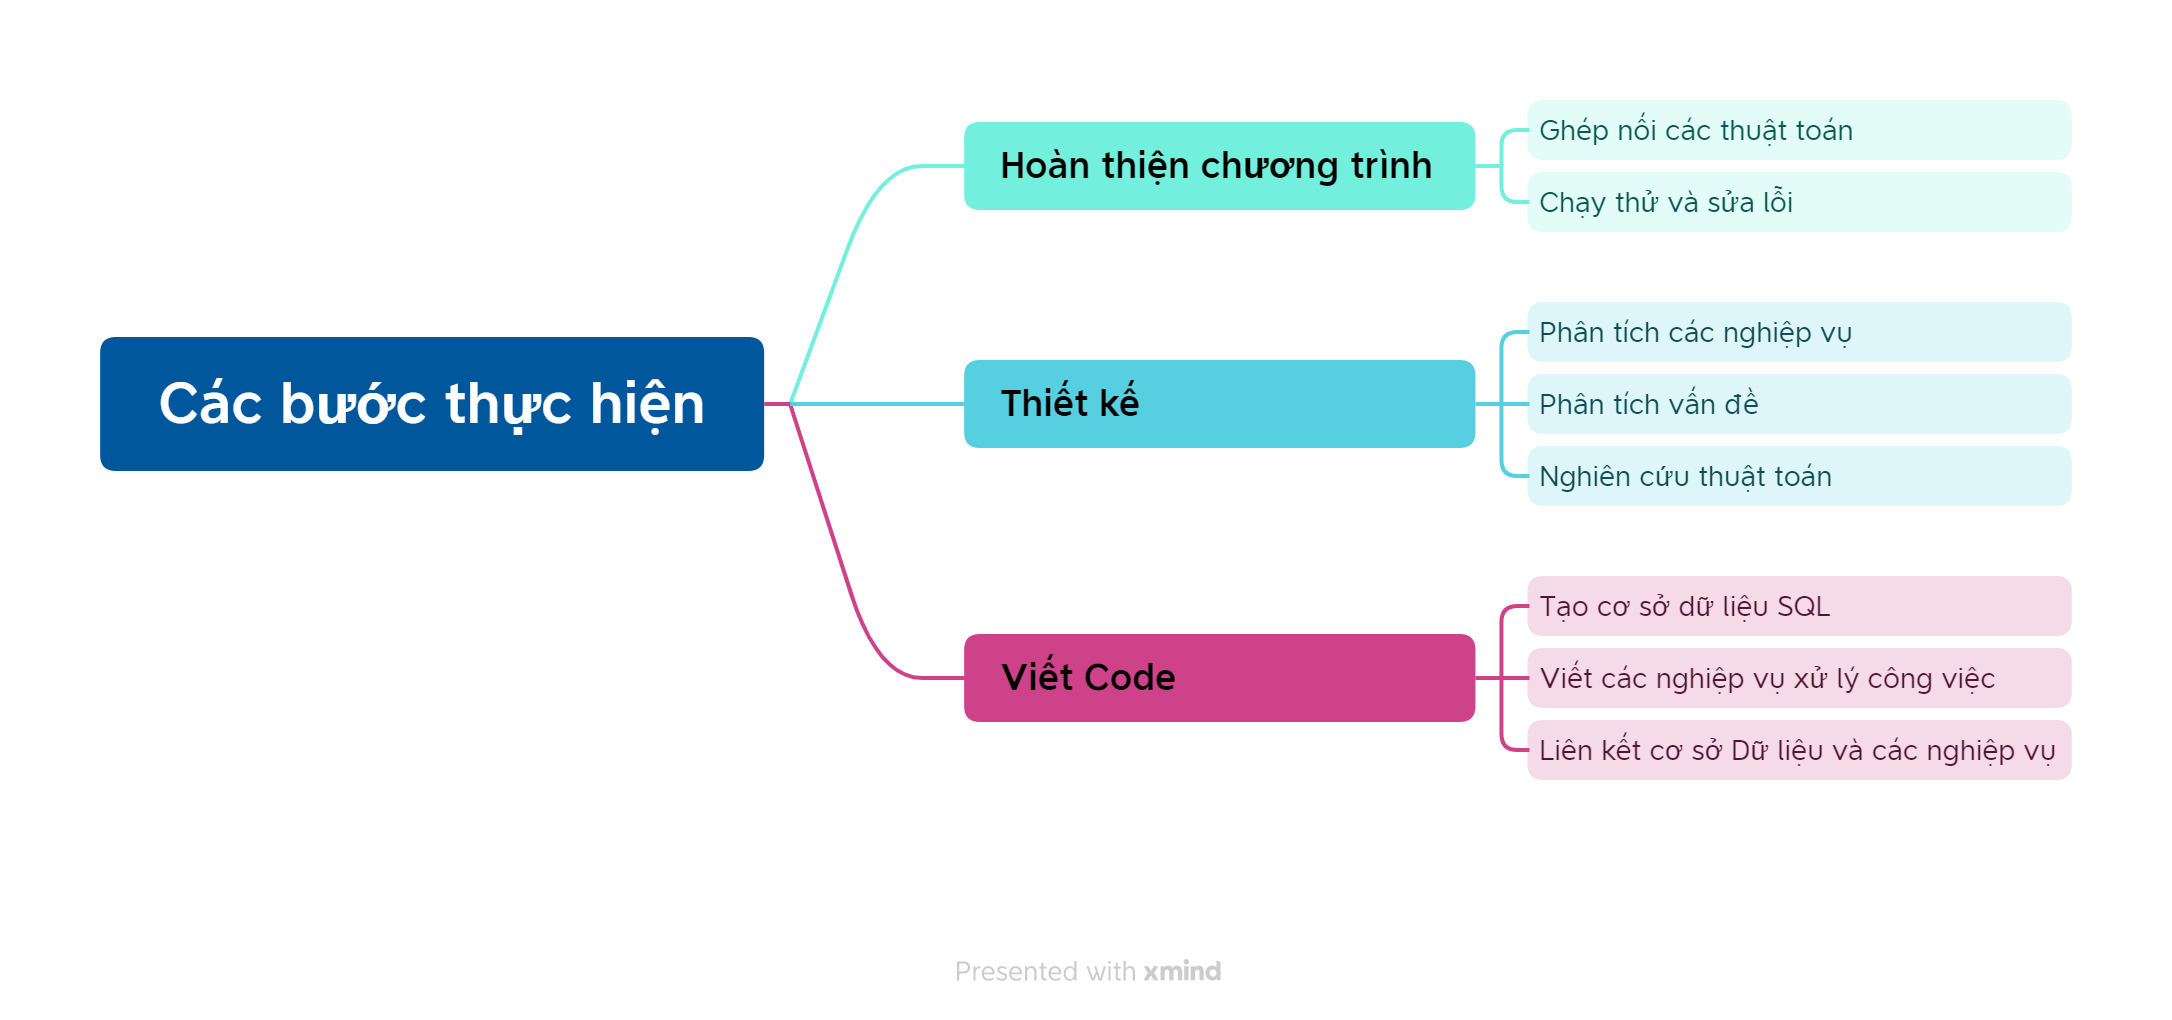 Các bước thực hiện
Hoàn thiện chương trình
Ghép nối các thuật toán
Chạy thử và sửa lỗi
Thiết kế
Phân tích các nghiệp vụ
Phân tích vấn đề
Nghiên cứu thuật toán
Viết Code
Tạo cơ sở dữ liệu SQL
Viết các nghiệp vụ xử lý công việc
Liên kết cơ sở Dữ liệu và các nghiệp vụ
Presented with xmind